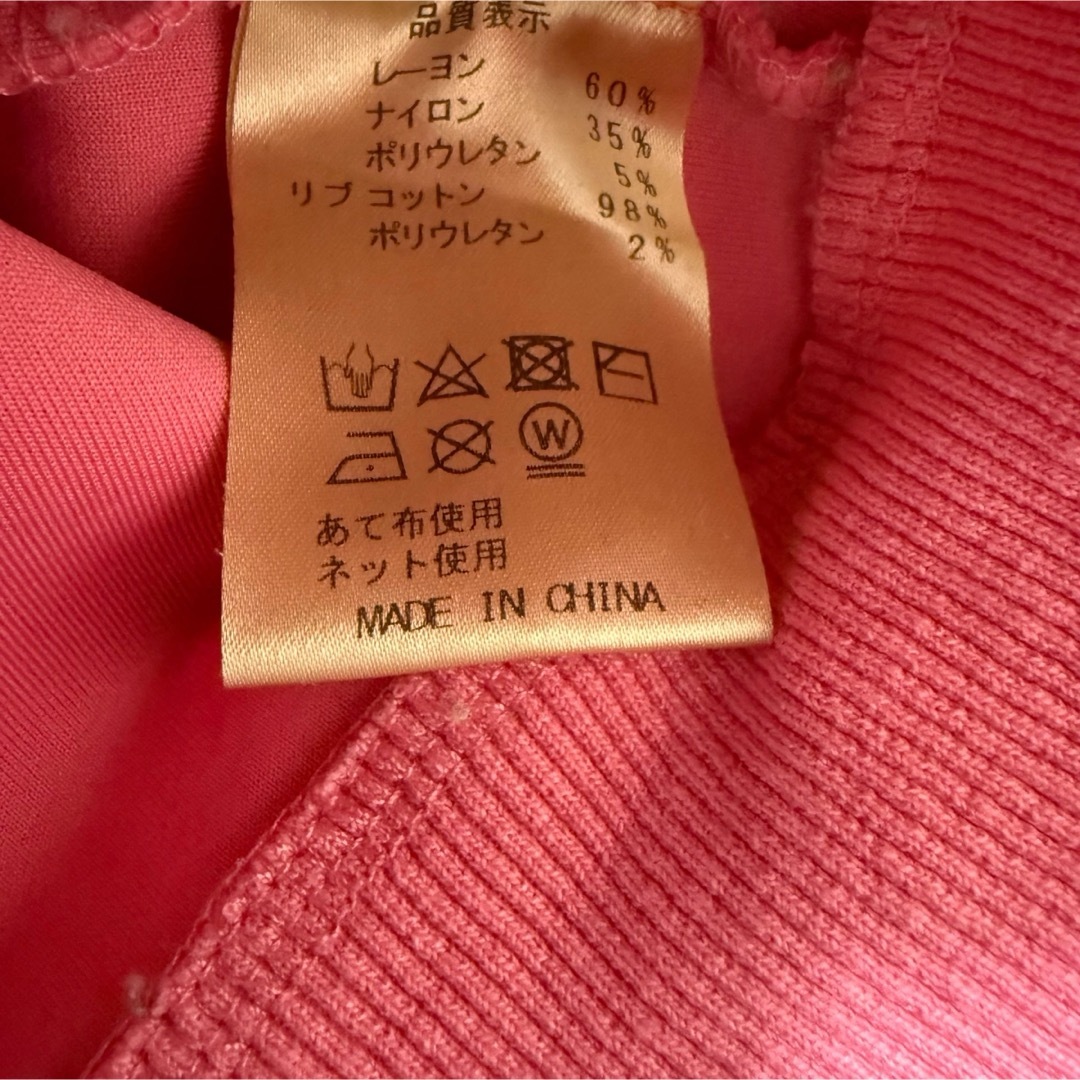 品質表示
レーヨン 60%
ナイロン 35%
ポリウレタン 5%
リブ コットン 98%
ポリウレタン 2%
W
あて布使用
ネット使用
MADE IN CHINA